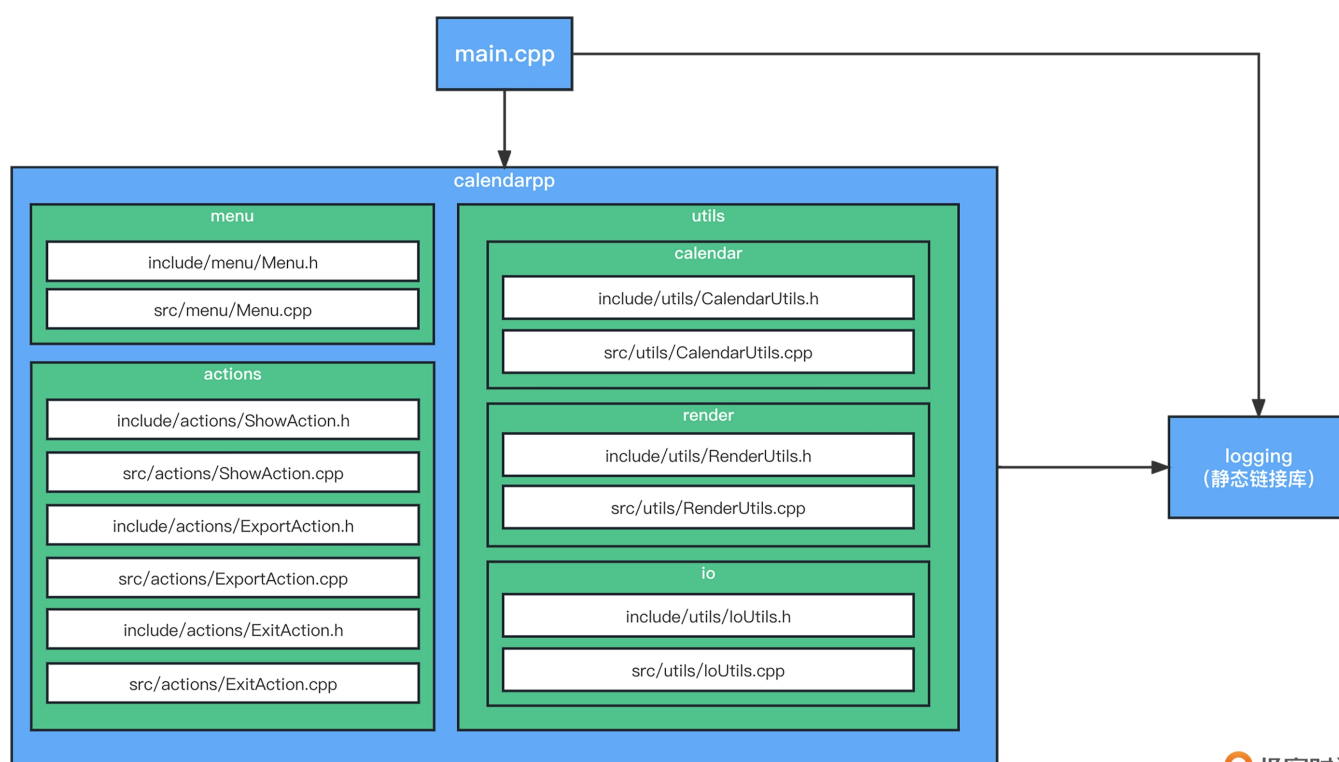 main.cpp
calendarpp
menu
include/menu/Menu.h
src/menu/Menu.cpp
actions
include/actions/ShowAction.h
src/actions/ShowAction.cpp
include/actions/ExportAction.h
src/actions/ExportAction.cpp
include/actions/ExitAction.h
src/actions/ExitAction.cpp
utils
calendar
include/utils/CalendarUtils.h
src/utils/CalendarUtils.cpp
render
include/utils/RenderUtils.h
src/utils/RenderUtils.cpp
io
include/utils/IoUtils.h
src/utils/IoUtils.cpp
logging
（静态链接库）